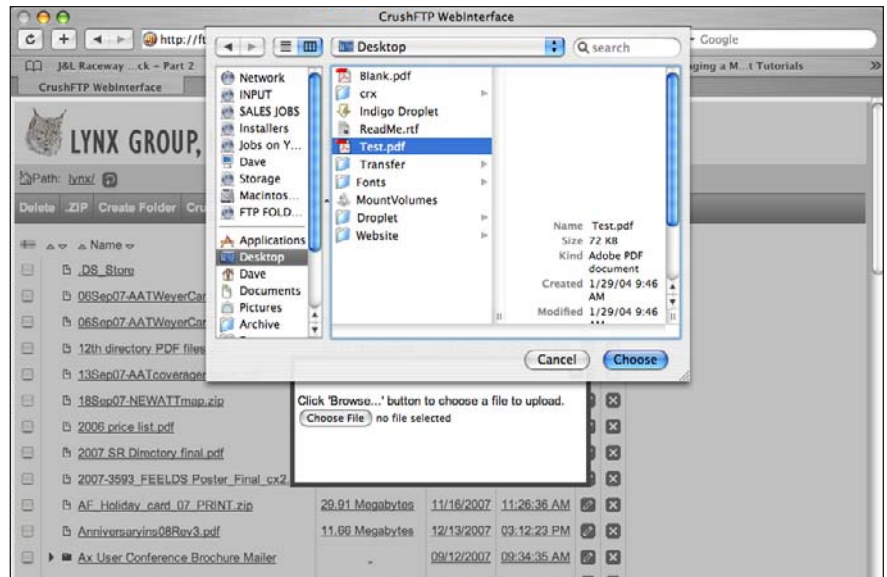 CrushFTP WebInterface
http://ft
Desktop
search
Google
J&L Raceway ...ck - Part 2
ging a M...t Tutorials
CrushFTP WebInterface
LYNX GROUP,
Path: lynx/
Delete .ZIP Create Folder Cru
Name
Network
INPUT
SALES JOBS
Installers
Jobs on Y...
Dave
Storage
Macintos...
FTP FOLD...
Applications
Desktop
Dave
Documents
Pictures
Archive
Blank.pdf
crx
Indigo Droplet
ReadMe.rtf
Test.pdf
Transfer
Fonts
MountVolumes
Droplet
Website
Name Test.pdf
Size 72 KB
Kind Adobe PDF
document
Created 1/29/04 9:46
AM
Modified 1/29/04 9:46
Cancel
Choose
Click 'Browse...' button to choose a file to upload.
Choose File no file selected
.DS_Store
06Sep07-AATWeyerCar
06Sep07-AATWeyerCar
12th directory PDF files
13Sep07-AATcoverage
18Sep07-NEWATTmap.zip
2006 price list.pdf
2007 SR Directory final.pdf
2007-3593_FEELDS Poster_Final_cx2.
AF_Holiday_card_07_PRINT.zip 29.91 Megabytes 11/16/2007 11:26:36 AM
Anniversaryins08Rev3.pdf 11.66 Megabytes 12/13/2007 03:12:23 PM
Ax User Conference Brochure Mailer - 09/12/2007 09:34:35 AM